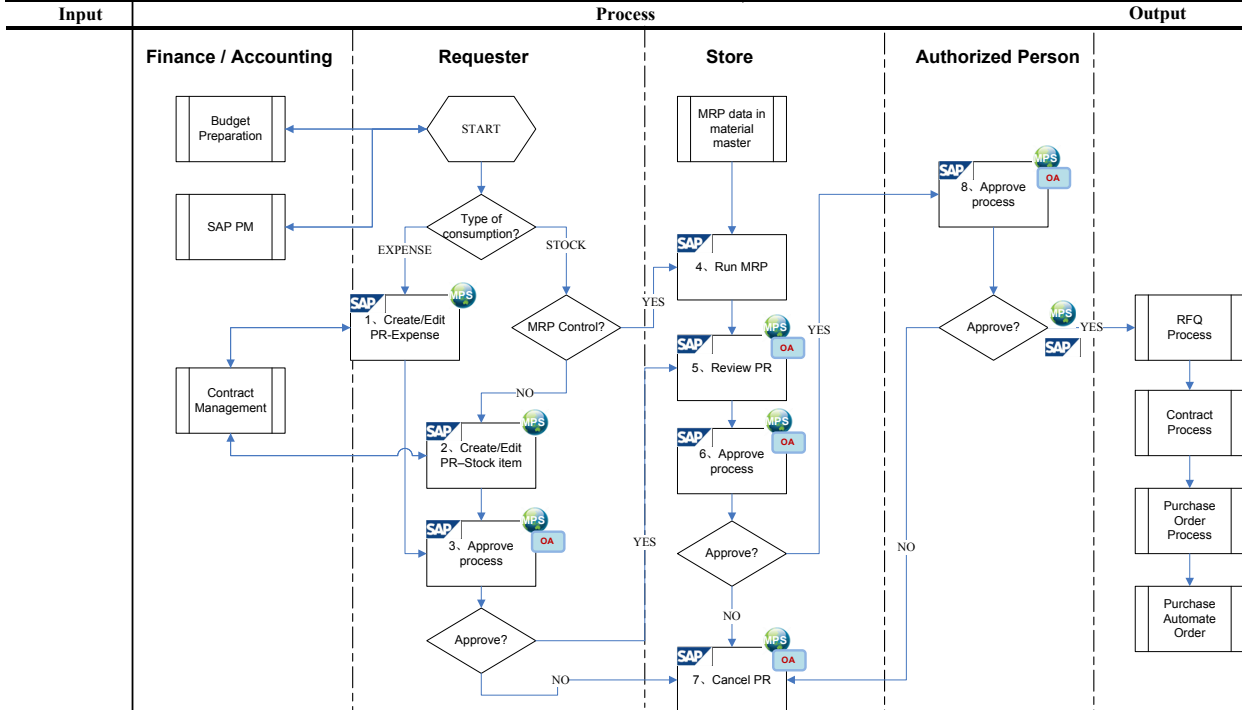 Input
Process
Output
Finance / Accounting
Requester
Store
Authorized Person
Budget
Preparation
START
MRP data in
material
master
SAP PM
Type of
consumption?
EXPENSE
STOCK
SAP
MPS
1、Create/Edit
PR-Expense
MRP Control?
YES
NO
Contract
Management
SAP
MPS
2、Create/Edit
PR–Stock item
SAP
MPS
OA
3、Approve
process
Approve?
YES
NO
SAP
4、Run MRP
SAP
MPS
OA
5、Review PR
SAP
MPS
OA
6、Approve
process
Approve?
YES
NO
SAP
MPS
OA
7、Cancel PR
SAP
MPS
OA
8、Approve
process
Approve?
MPS
YES
SAP
NO
RFQ
Process
Contract
Process
Purchase
Order
Process
Purchase
Automate
Order